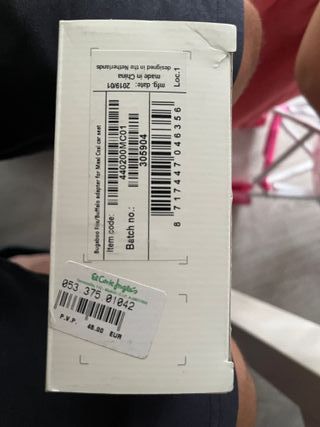 Bugaboo Fox/Buffalo adapter for Maxi Cosi car seat
Item code:
440200MC01
Batch no.:
305904
8 717447 046356
mfg. date: 2019/01
made in China
designed in the Netherlands
Loc.1
El Corte Inglés
053 375 01042
P.V.P. 45.00 EUR